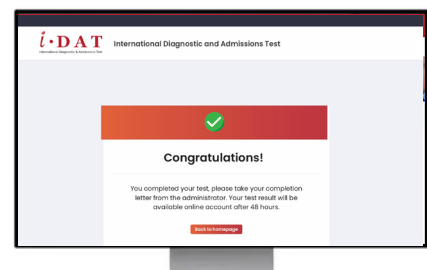 i·DAT
International Diagnostic & Admissions Test
International Diagnostic and Admissions Test
Congratulations!
You completed your test, please take your completion
letter from the administrator. Your test result will be
available online account after 48 hours.
Back to homepage